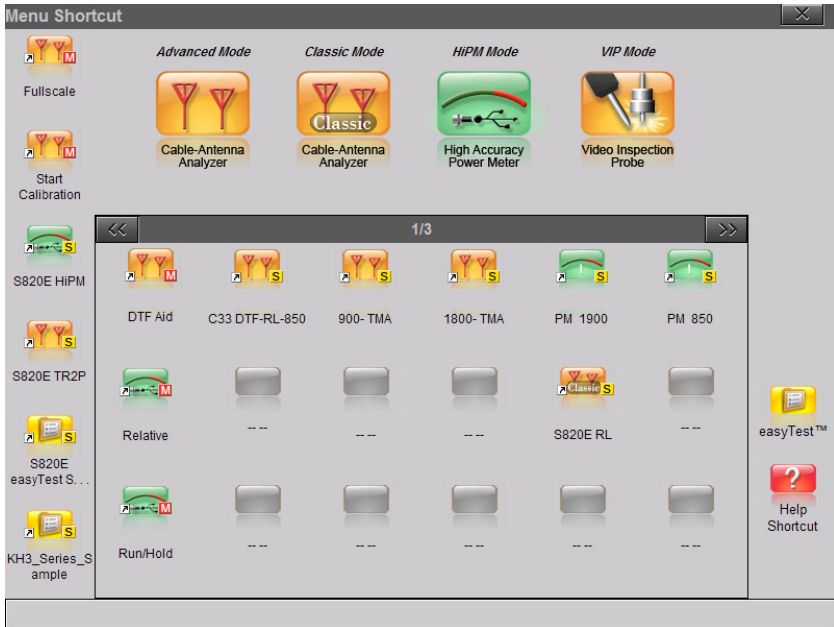 Menu Shortcut
Advanced Mode Classic Mode HiPM Mode VIP Mode
Cable-Antenna
Analyzer
Classic
Cable-Antenna
Analyzer
High Accuracy
Power Meter
Video Inspection
Probe
M
Fullscale
M
Start
Calibration
S
S820E HiPM
S
S820E TR2P
S
S820E
easyTest S...
S
KH3_Series_S
ample
<< 1/3 >>
M S S S S S
DTF Aid C33 DTF-RL-850 900- TMA 1800- TMA PM 1900 PM 850
M Classic S
Relative -- -- -- -- -- -- S820E RL -- --
M
Run/Hold -- -- -- -- -- -- -- -- -- --
easyTest™
?
Help
Shortcut